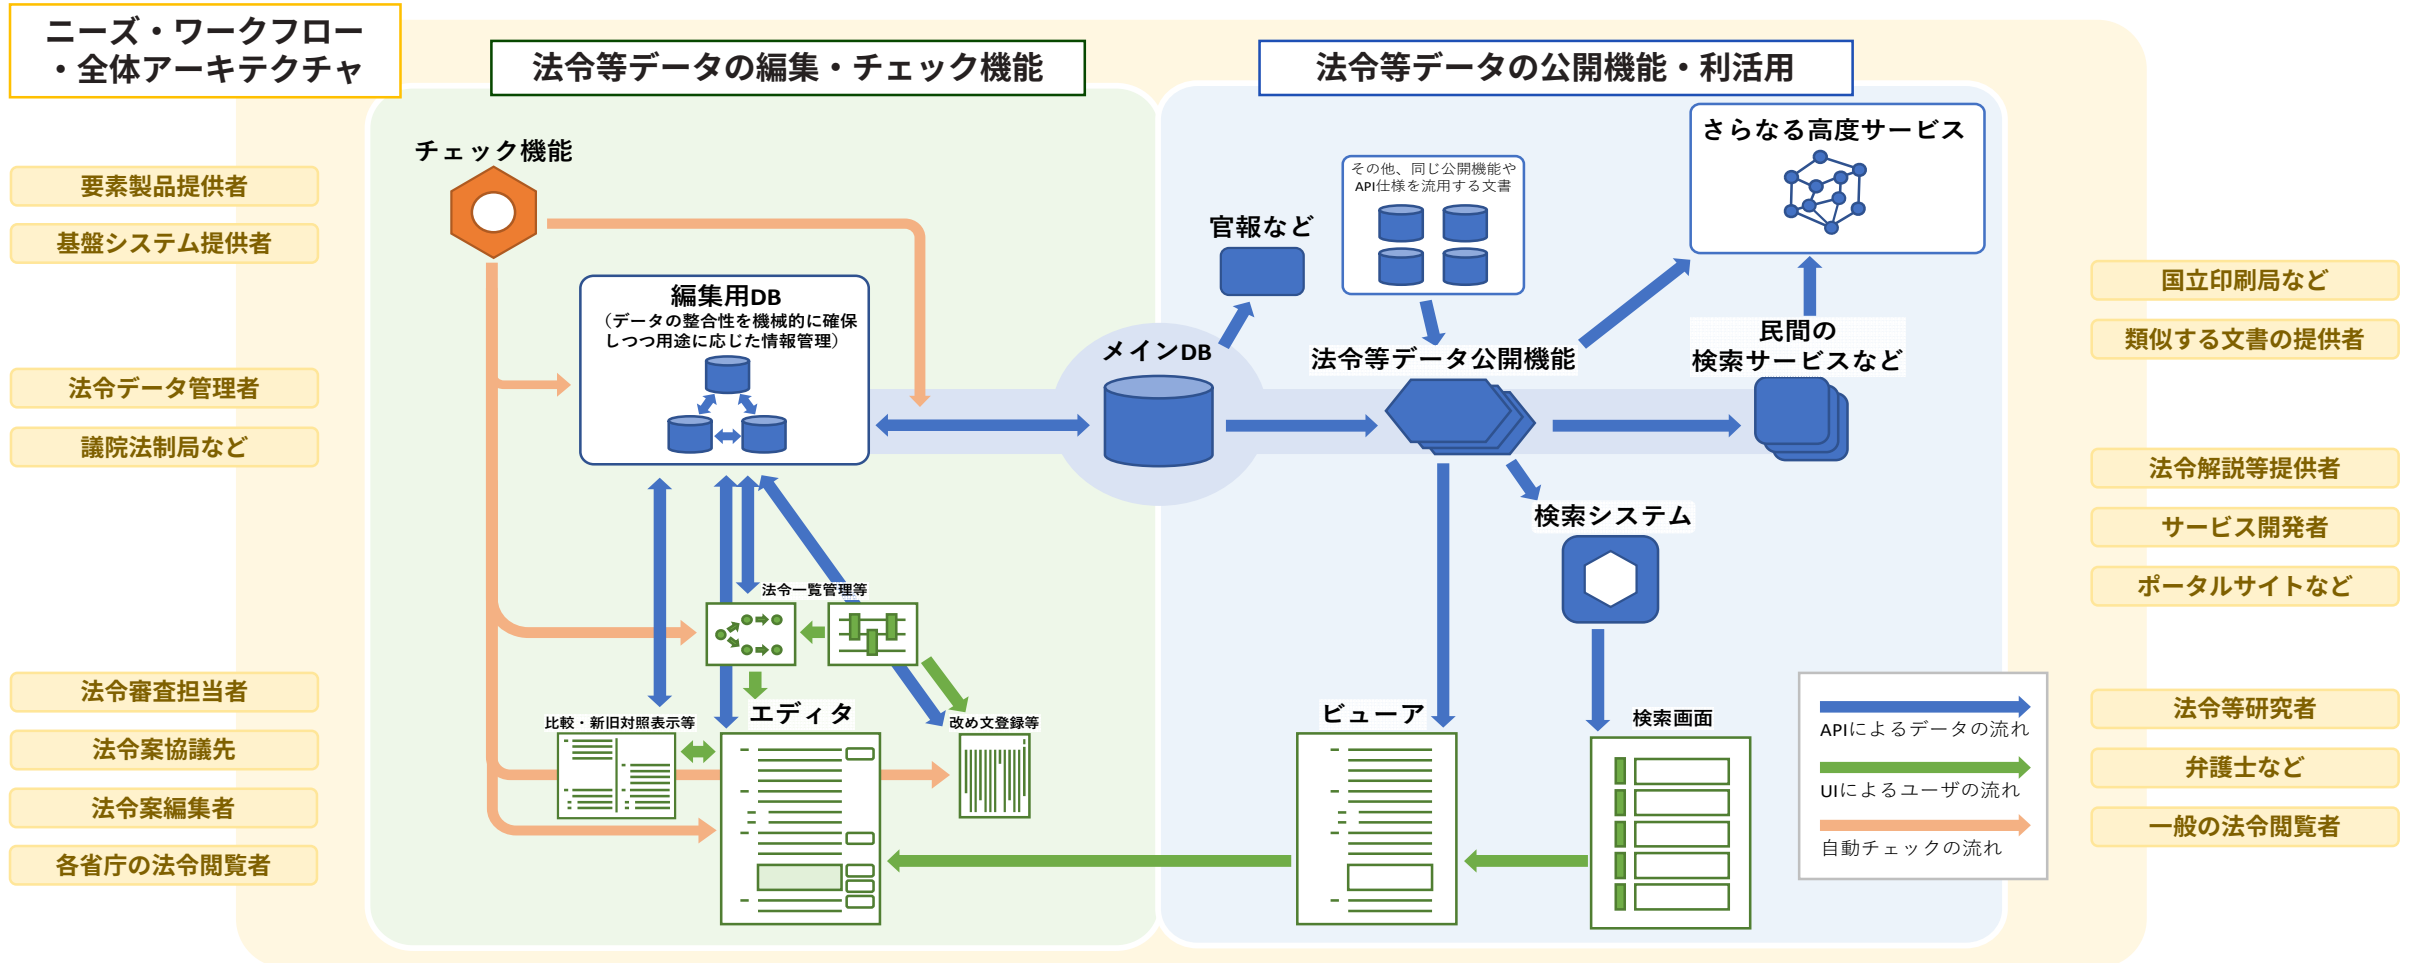 ニーズ・ワークフロー
・全体アーキテクチャ
法令等データの編集・チェック機能
法令等データの公開機能・利活用
要素製品提供者
基盤システム提供者
法令データ管理者
議院法制局など
法令審査担当者
法令案協議先
法令案編集者
各省庁の法令閲覧者
チェック機能
編集用DB
（データの整合性を機械的に確保
しつつ用途に応じた情報管理）
法令一覧管理等
比較・新旧対照表示等
エディタ
改め文登録等
メインDB
官報など
その他、同じ公開機能や
API仕様を流用する文書
さらなる高度サービス
法令等データ公開機能
民間の
検索サービスなど
検索システム
ビューア
検索画面
APIによるデータの流れ
UIによるユーザの流れ
自動チェックの流れ
国立印刷局など
類似する文書の提供者
法令解説等提供者
サービス開発者
ポータルサイトなど
法令等研究者
弁護士など
一般の法令閲覧者